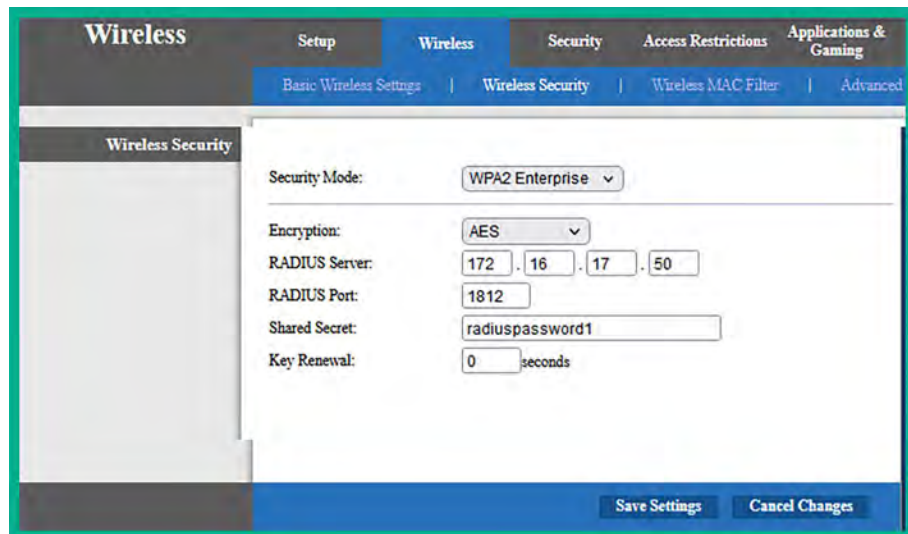 Wireless
Setup Wireless Security Access Restrictions Applications & Gaming
Basic Wireless Settings | Wireless Security | Wireless MAC Filter | Advanced
Wireless Security
Security Mode: WPA2 Enterprise
Encryption: AES
RADIUS Server: 172 . 16 . 17 . 50
RADIUS Port: 1812
Shared Secret: radiuspassword1
Key Renewal: 0 seconds
Save Settings Cancel Changes